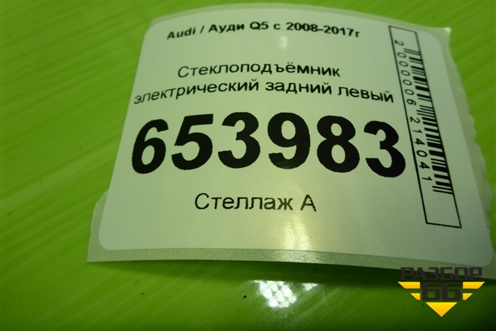 Audi / Ауди Q5 с 2008-2017г
Стеклоподъёмник
электрический задний левый
653983
Стеллаж А
2000006214041
РАЗБОР
66